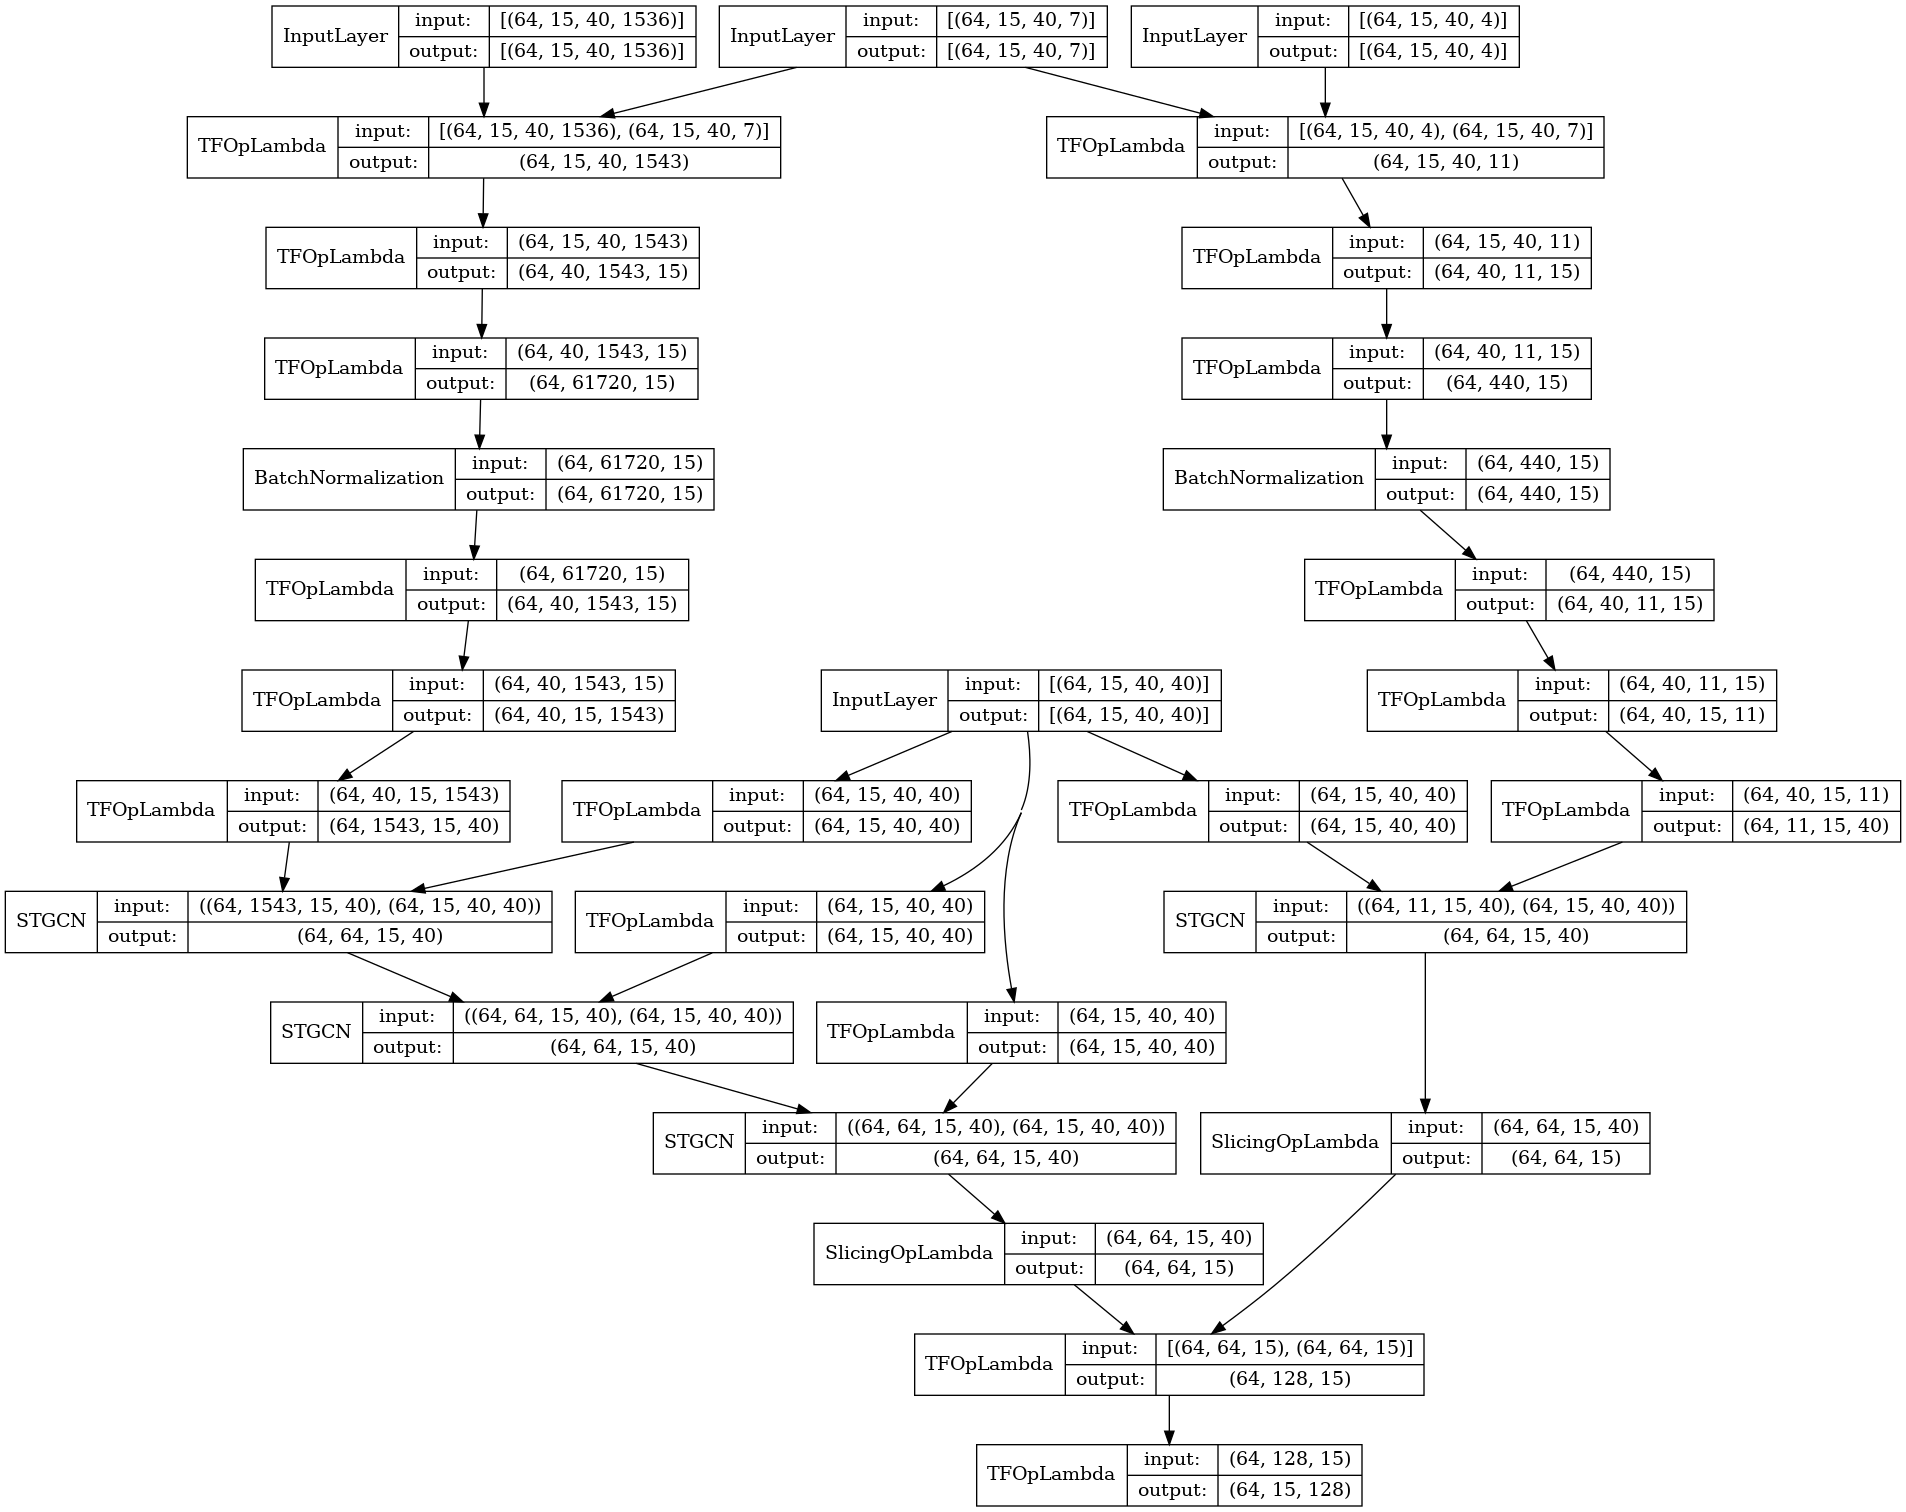 InputLayer
input: [(64, 15, 40, 1536)]
output: [(64, 15, 40, 1536)]
InputLayer
input: [(64, 15, 40, 7)]
output: [(64, 15, 40, 7)]
InputLayer
input: [(64, 15, 40, 4)]
output: [(64, 15, 40, 4)]
TFOpLambda
input: [(64, 15, 40, 1536), (64, 15, 40, 7)]
output: (64, 15, 40, 1543)
TFOpLambda
input: [(64, 15, 40, 4), (64, 15, 40, 7)]
output: (64, 15, 40, 11)
TFOpLambda
input: (64, 15, 40, 1543)
output: (64, 40, 1543, 15)
TFOpLambda
input: (64, 15, 40, 11)
output: (64, 40, 11, 15)
TFOpLambda
input: (64, 40, 1543, 15)
output: (64, 61720, 15)
TFOpLambda
input: (64, 40, 11, 15)
output: (64, 440, 15)
BatchNormalization
input: (64, 61720, 15)
output: (64, 61720, 15)
BatchNormalization
input: (64, 440, 15)
output: (64, 440, 15)
TFOpLambda
input: (64, 61720, 15)
output: (64, 40, 1543, 15)
TFOpLambda
input: (64, 440, 15)
output: (64, 40, 11, 15)
TFOpLambda
input: (64, 40, 1543, 15)
output: (64, 40, 15, 1543)
InputLayer
input: [(64, 15, 40, 40)]
output: [(64, 15, 40, 40)]
TFOpLambda
input: (64, 40, 11, 15)
output: (64, 40, 15, 11)
TFOpLambda
input: (64, 40, 15, 1543)
output: (64, 1543, 15, 40)
TFOpLambda
input: (64, 15, 40, 40)
output: (64, 15, 40, 40)
TFOpLambda
input: (64, 15, 40, 40)
output: (64, 15, 40, 40)
TFOpLambda
input: (64, 40, 15, 11)
output: (64, 11, 15, 40)
STGCN
input: ((64, 1543, 15, 40), (64, 15, 40, 40))
output: (64, 64, 15, 40)
TFOpLambda
input: (64, 15, 40, 40)
output: (64, 15, 40, 40)
STGCN
input: ((64, 11, 15, 40), (64, 15, 40, 40))
output: (64, 64, 15, 40)
STGCN
input: ((64, 64, 15, 40), (64, 15, 40, 40))
output: (64, 64, 15, 40)
TFOpLambda
input: (64, 15, 40, 40)
output: (64, 15, 40, 40)
STGCN
input: ((64, 64, 15, 40), (64, 15, 40, 40))
output: (64, 64, 15, 40)
SlicingOpLambda
input: (64, 64, 15, 40)
output: (64, 64, 15)
SlicingOpLambda
input: (64, 64, 15, 40)
output: (64, 64, 15)
TFOpLambda
input: [(64, 64, 15), (64, 64, 15)]
output: (64, 128, 15)
TFOpLambda
input: (64, 128, 15)
output: (64, 15, 128)